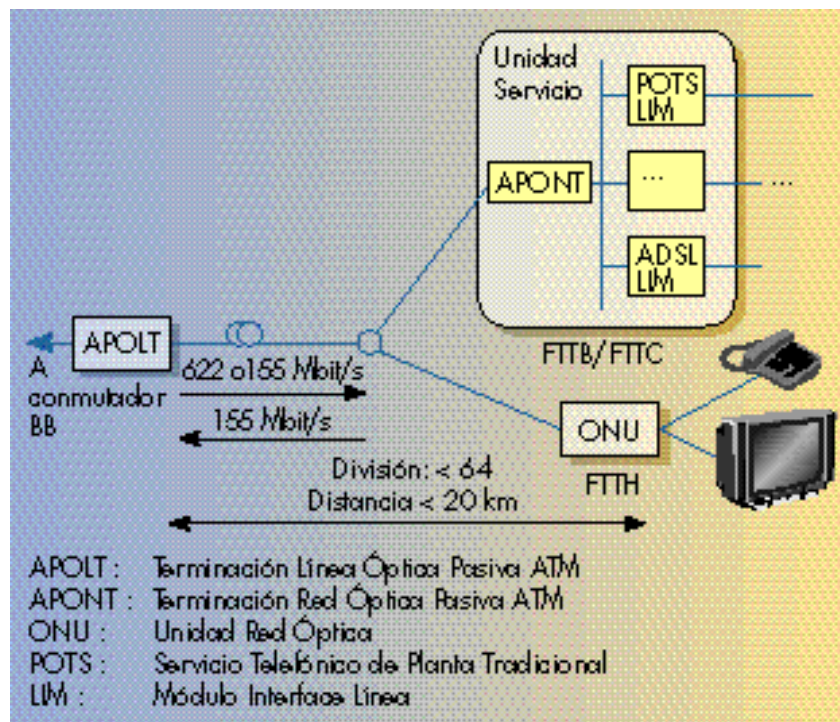 Unidad
Servicio
POTS
LIM
APONT
...
...
ADSL
LIM
FTTB/FTTC
APOLT
A
conmutador
BB
622 o155 Mbit/s
155 Mbit/s
ONU
FTTH
División: < 64
Distancia < 20 km
APOLT : Terminación Línea Óptica Pasiva ATM
APONT : Terminación Red Óptica Pasiva ATM
ONU : Unidad Red Óptica
POTS : Servicio Telefónico de Planta Tradicional
LIM : Módulo Interface Línea